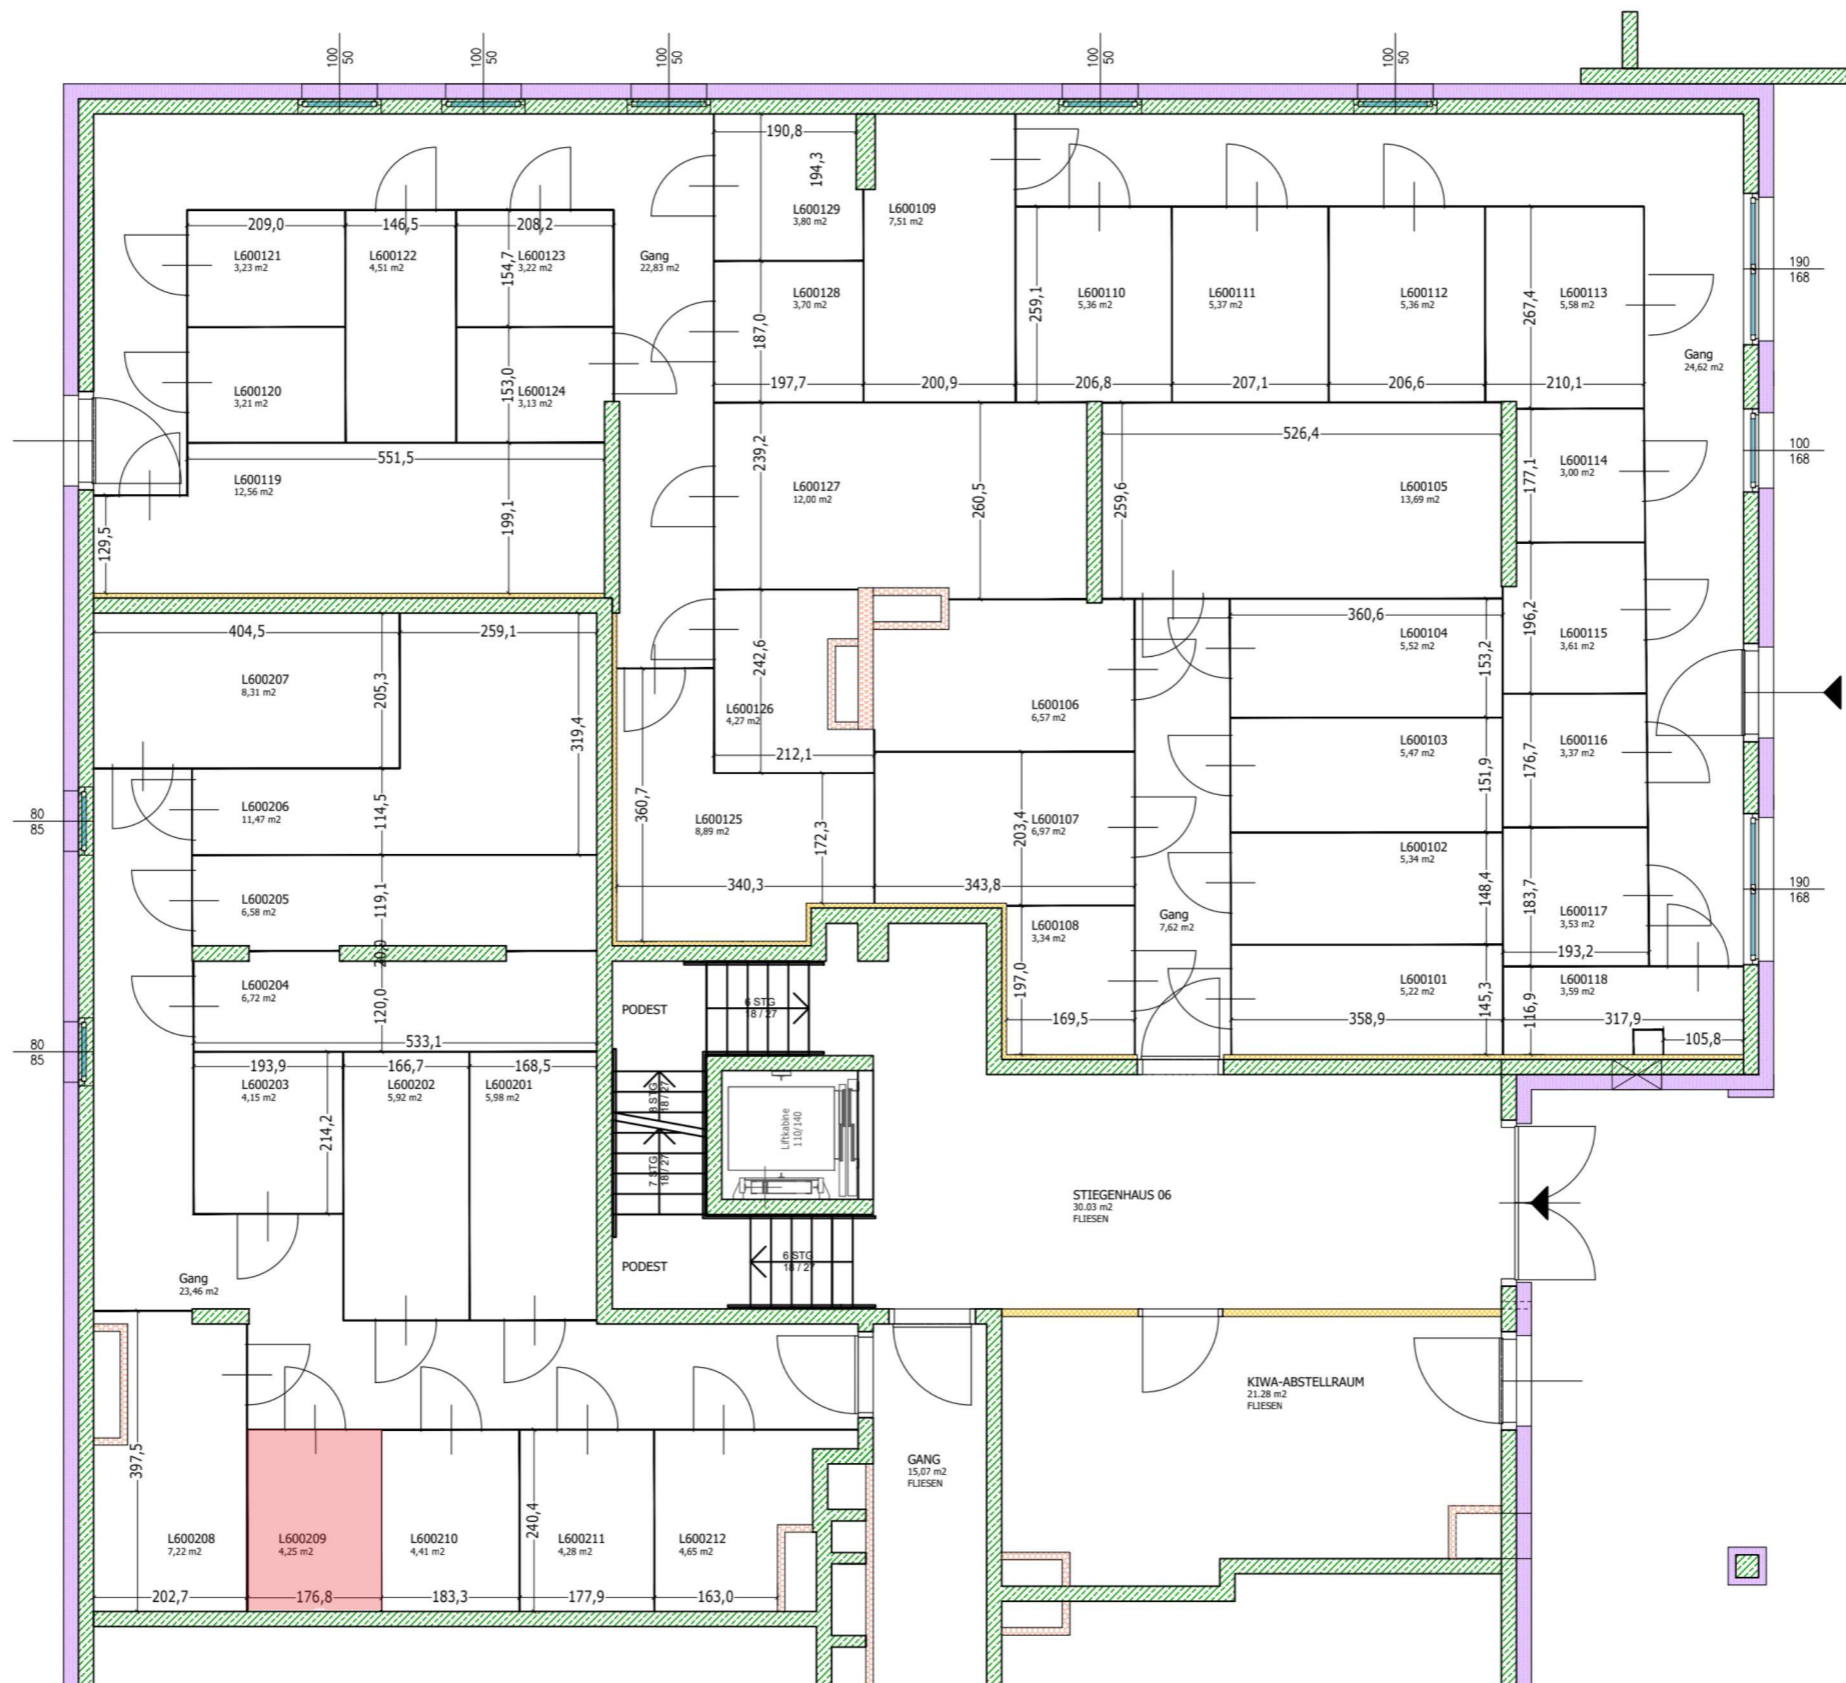 100
50
100
50
100
50
100
50
100
50
190,8
194,3
L600129
3,80 m2
L600109
7,51 m2
209,0
146,5
208,2
154,7
L600121
3,23 m2
L600122
4,51 m2
L600123
3,22 m2
Gang
22,83 m2
190
168
L600128
3,70 m2
187,0
259,1
L600110
5,36 m2
L600111
5,37 m2
L600112
5,36 m2
L600113
5,58 m2
267,4
Gang
24,62 m2
L600120
3,21 m2
153,0
L600124
3,13 m2
197,7
200,9
206,8
207,1
206,6
210,1
551,5
239,2
526,4
L600119
12,56 m2
199,1
129,5
L600127
12,00 m2
260,5
259,6
L600105
13,69 m2
L600114
3,00 m2
177,1
100
168
404,5
259,1
205,3
319,4
L600207
8,31 m2
242,6
L600126
4,27 m2
212,1
L600106
6,57 m2
360,6
L600104
5,52 m2
153,2
196,2
L600115
3,61 m2
L600103
5,47 m2
151,9
176,7
L600116
3,37 m2
80
85
L600206
11,47 m2
114,5
360,7
L600125
8,89 m2
172,3
203,4
L600107
6,97 m2
L600102
5,34 m2
148,4
183,7
L600117
3,53 m2
193,2
190
168
L600205
6,58 m2
119,1
340,3
343,8
L600108
3,34 m2
Gang
7,62 m2
20,0
L600204
6,72 m2
120,0
533,1
PODEST
6 STG
18 / 27
197,0
169,5
L600101
5,22 m2
145,3
358,9
116,9
L600118
3,59 m2
317,9
105,8
80
85
193,9
166,7
168,5
L600203
4,15 m2
L600202
5,92 m2
L600201
5,98 m2
214,2
8 STG
18 / 27
7 STG
18 / 27
Liftkabine
110/140
STIEGENHAUS 06
30.03 m2
FLIESEN
PODEST
6 STG
18 / 27
Gang
23,46 m2
KIWA-ABSTELLRAUM
21.28 m2
FLIESEN
397,5
GANG
15,07 m2
FLIESEN
L600208
7,22 m2
L600209
4,25 m2
L600210
4,41 m2
240,4
L600211
4,28 m2
L600212
4,65 m2
202,7
176,8
183,3
177,9
163,0